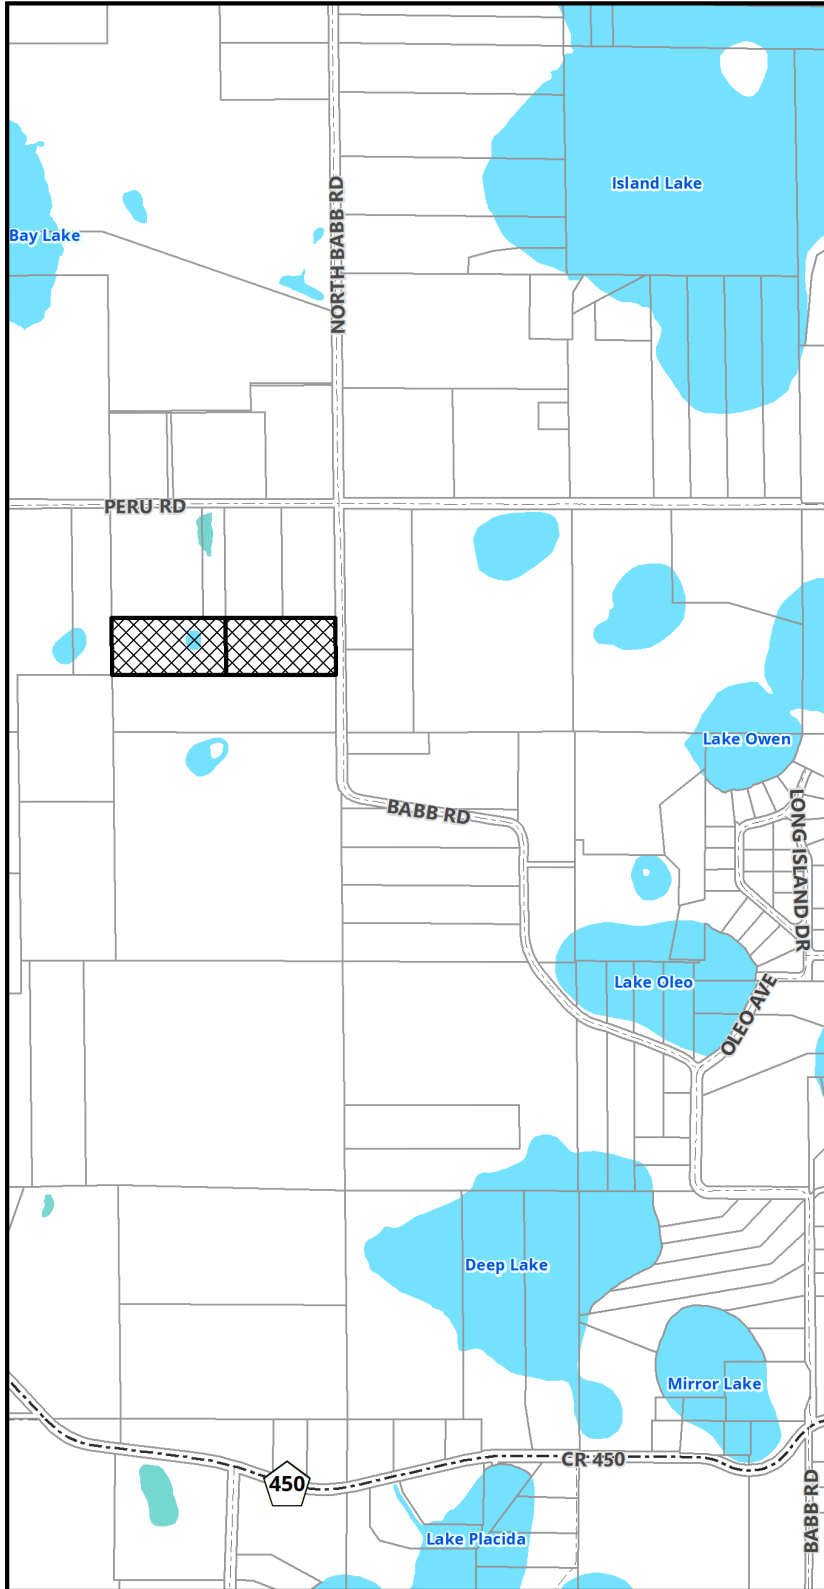 Island Lake
Bay Lake
NORTH BABB RD
PERU RD
Lake Owen
BABB RD
LONG ISLAND DR
Lake Oleo
OLEO AVE
Deep Lake
Mirror Lake
CR 450
450
BABB RD
Lake Placida